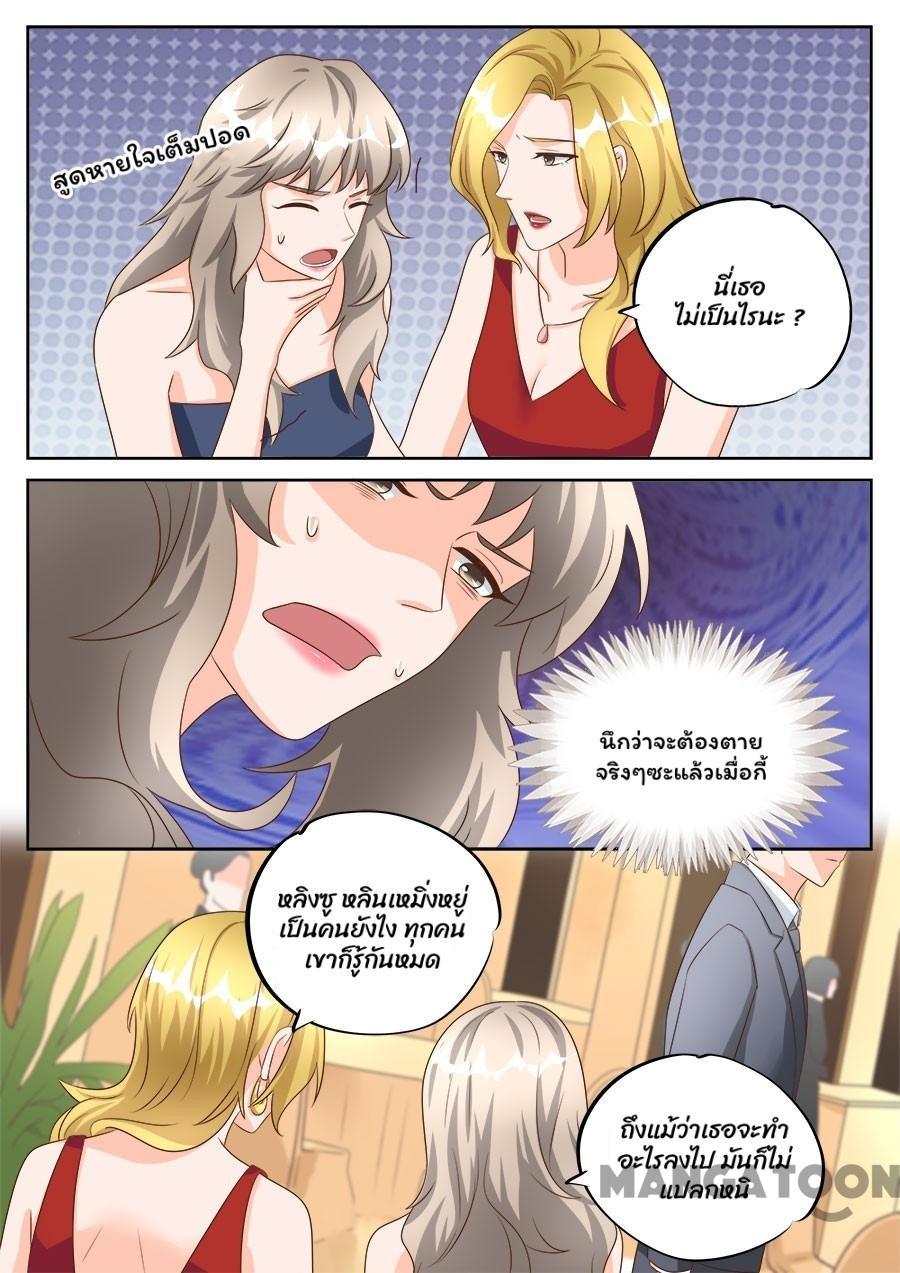 สูดหายใจเต็มปอด
นี่เธอ
ไม่เป็นไรนะ ?
นึกว่าจะต้องตาย
จริงๆซะแล้วเมื่อกี้
หลิงซู หลินเหมิ่งหยู่
เป็นคนยังไง ทุกคน
เขาก็รู้กันหมด
ถึงแม้ว่าเธอจะทำ
อะไรลงไป มันก็ไม่
แปลกหนิ
MANGATOON